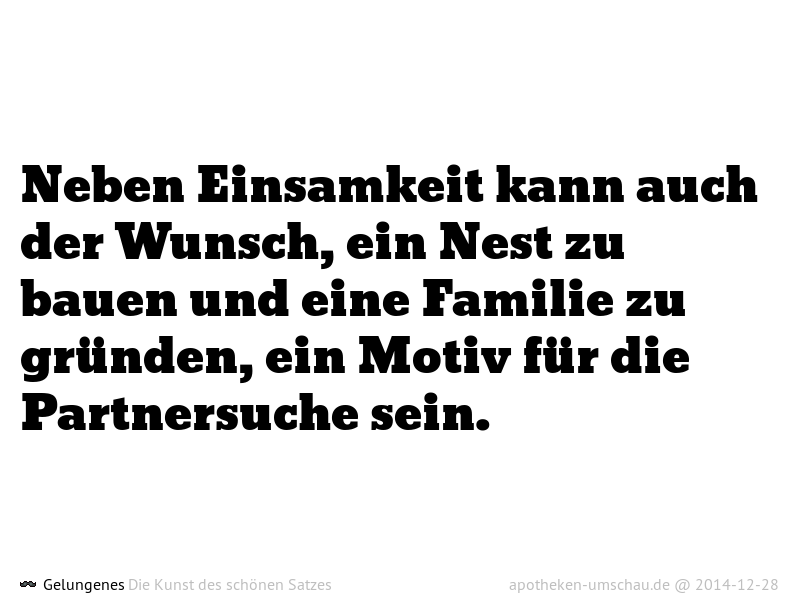 Neben Einsamkeit kann auch
der Wunsch, ein Nest zu
bauen und eine Familie zu
gründen, ein Motiv für die
Partnersuche sein.
Gelungenes Die Kunst des schönen Satzes
apotheken-umschau.de @ 2014-12-28